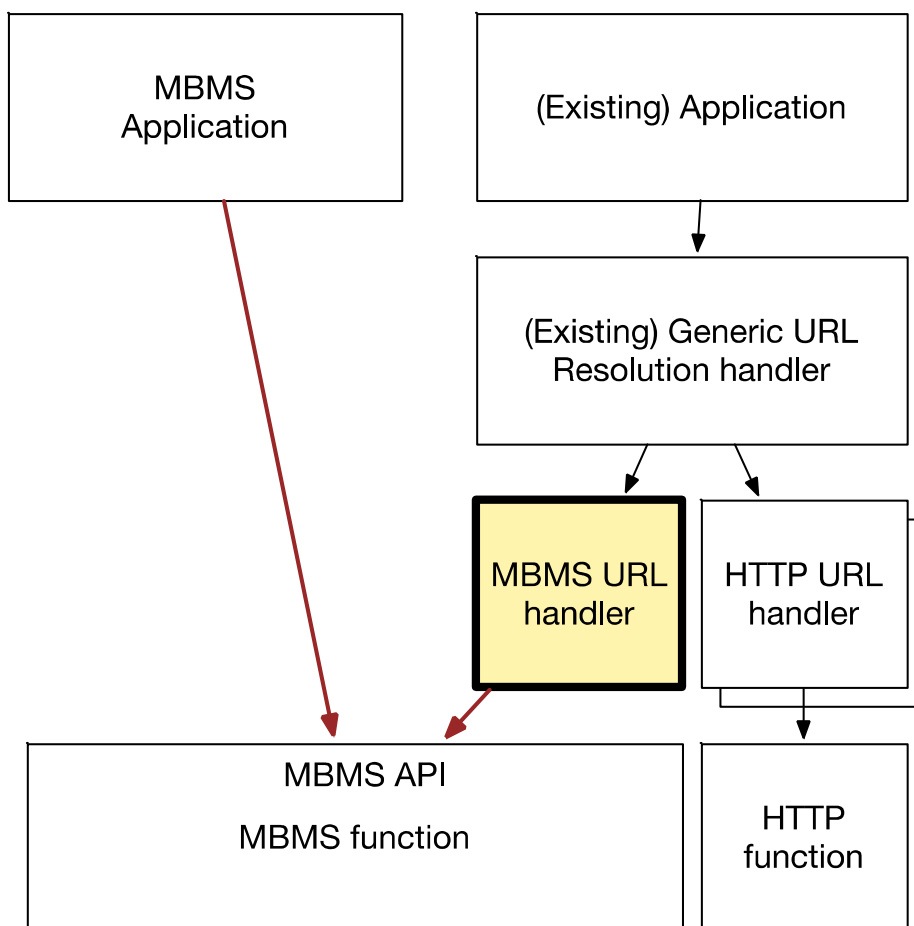 MBMS
Application
(Existing) Application
(Existing) Generic URL
Resolution handler
MBMS URL
handler
HTTP URL
handler
MBMS API
MBMS function
HTTP
function